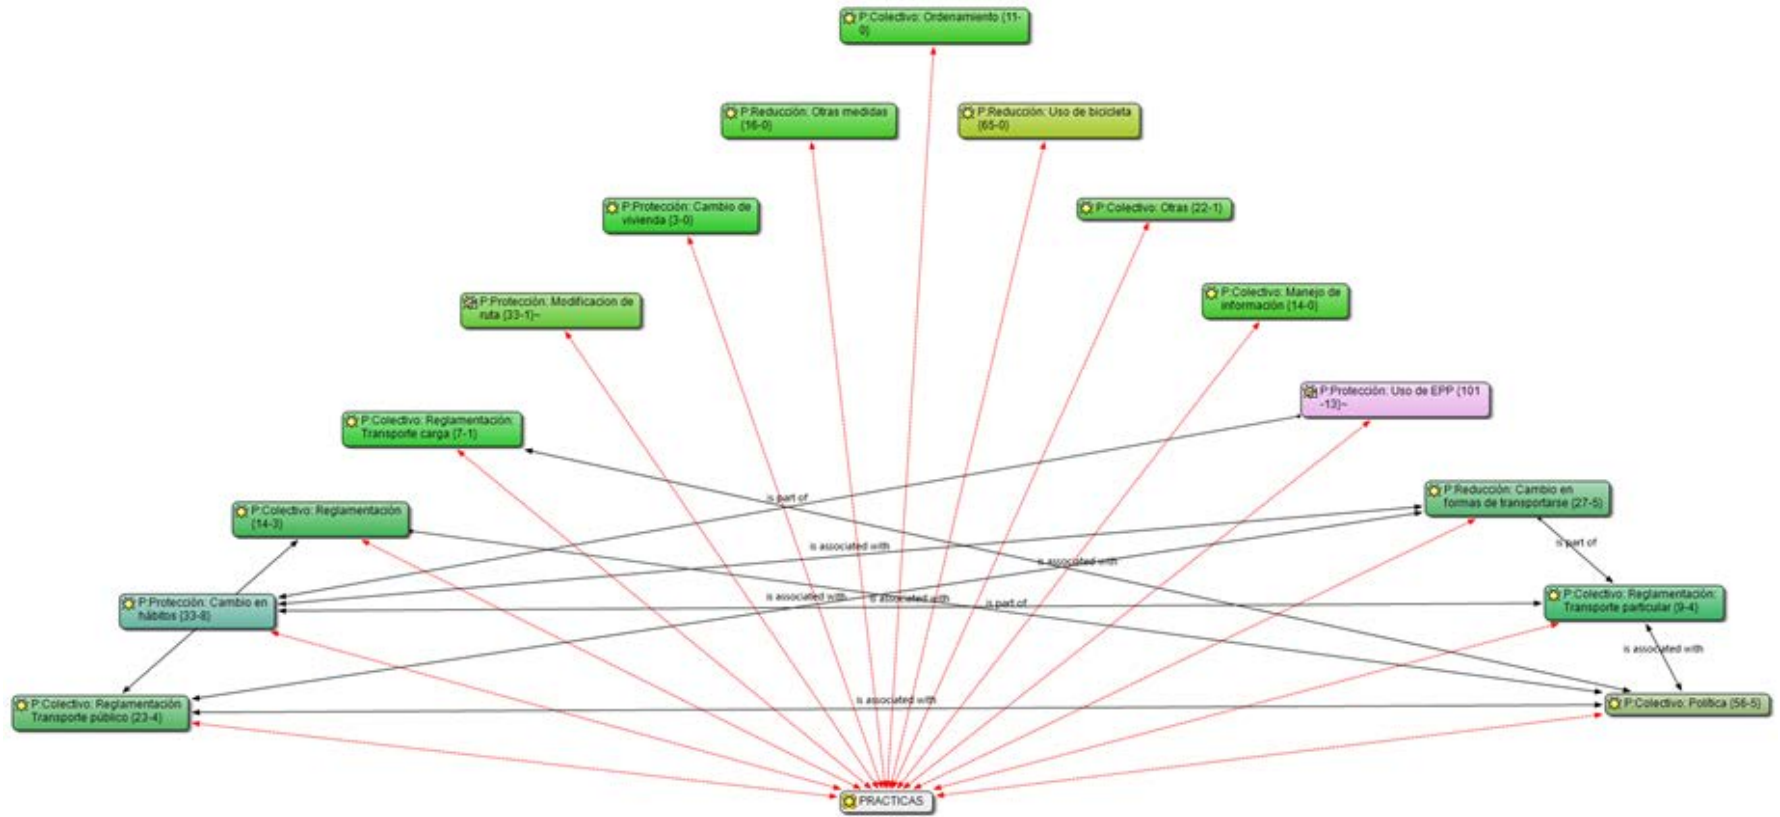 P:Colectivo: Ordenamiento {11-
0}
P:Reducción: Otras medidas
{16-0}
P:Reducción: Uso de bicicleta
{65-0}
P:Protección: Cambio de
vivienda {3-0}
P:Colectivo: Otras {22-1}
P:Protección: Modificacion de
ruta {33-1}~
P:Colectivo: Manejo de
información {14-0}
P:Protección: Uso de EPP {101
-13}~
P:Colectivo: Reglamentación:
Transporte carga {7-1}
is part of
P:Reducción: Cambio en
formas de transportarse {27-5}
P:Colectivo: Reglamentación
{14-3}
is associated with
is part of
is associated with
P:Protección: Cambio en
hábitos {33-8}
is associated with
is associated with
is part of
P:Colectivo: Reglamentación:
Transporte particular {9-4}
is associated with
P:Colectivo: Reglamentación
Transporte público {23-4}
is associated with
P:Colectivo: Política {56-5}
PRACTICAS